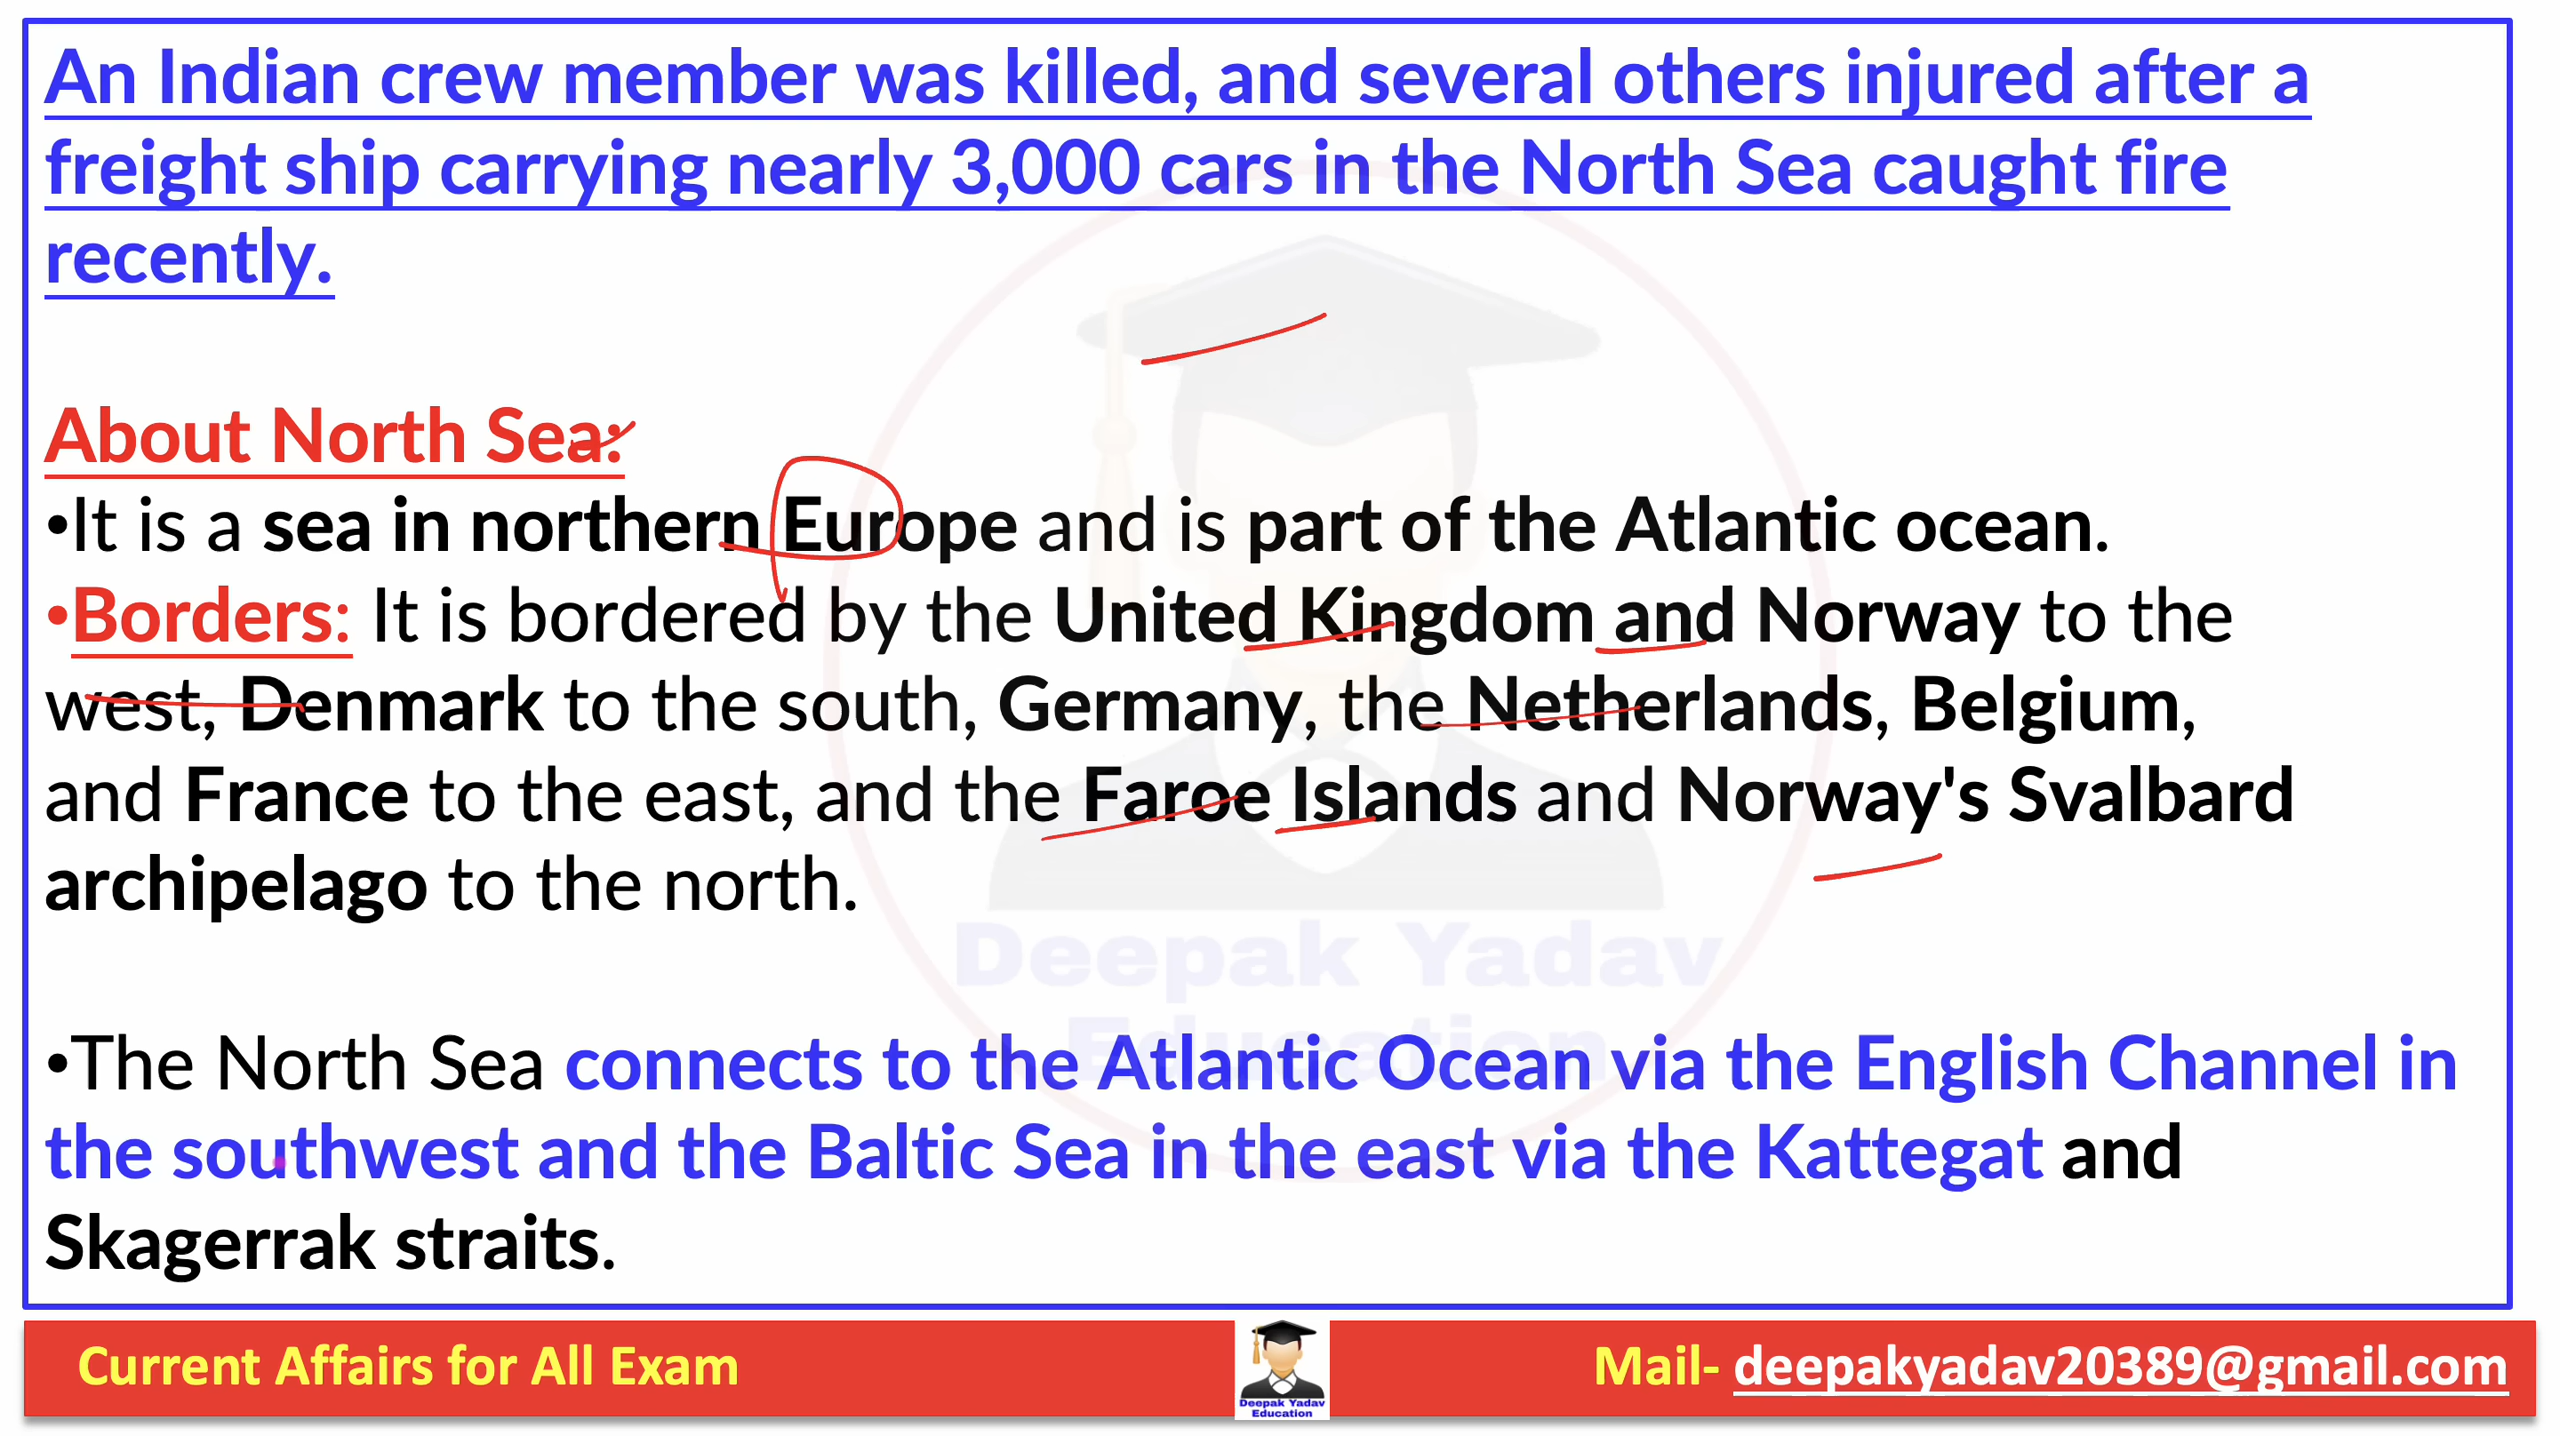 An Indian crew member was killed, and several others injured after a
freight ship carrying nearly 3,000 cars in the North Sea caught fire
recently.
About North Sea:
•It is a sea in northern Europe and is part of the Atlantic ocean.
•Borders: It is bordered by the United Kingdom and Norway to the
west, Denmark to the south, Germany, the Netherlands, Belgium,
and France to the east, and the Faroe Islands and Norway's Svalbard
archipelago to the north.
Deepak Yadav
Education
•The North Sea connects to the Atlantic Ocean via the English Channel in
the southwest and the Baltic Sea in the east via the Kattegat and
Skagerrak straits.
Current Affairs for All Exam
Deepak Yadav
Education
Mail- deepakyadav20389@gmail.com